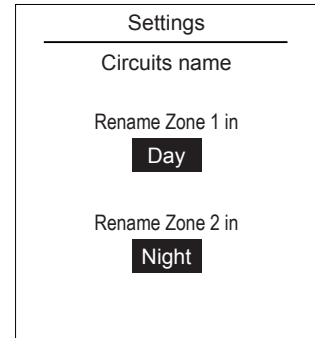 Settings
Circuits name
Rename Zone 1 in
Day
Rename Zone 2 in
Night